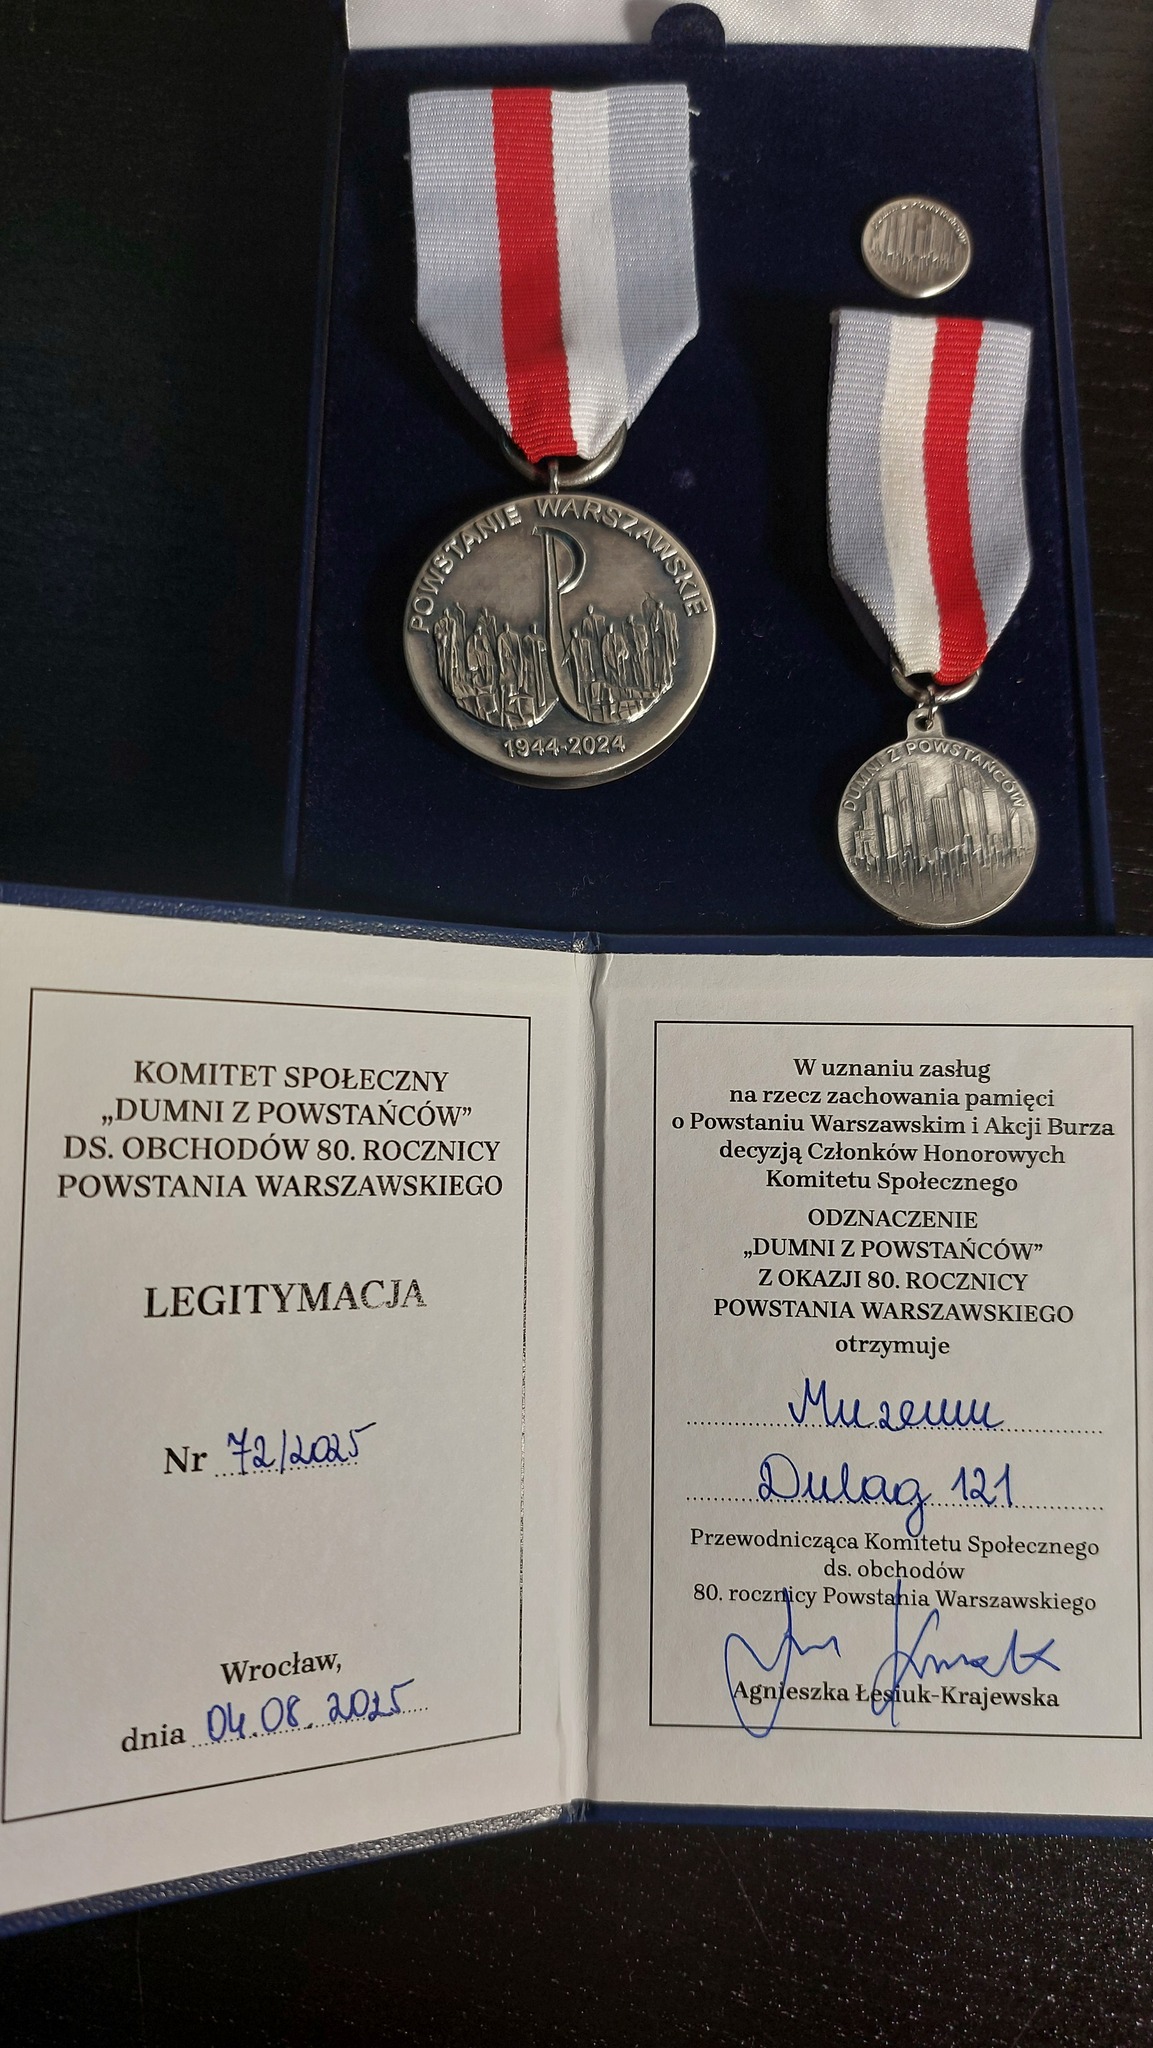 POWSTANIE WARSZAWSKIE
1944-2024
DUMNI Z POWSTAŃCÓW
KOMITET SPOŁECZNY
„DUMNI Z POWSTAŃCÓW”
DS. OBCHODÓW 80. ROCZNICY
POWSTANIA WARSZAWSKIEGO
LEGITYMACJA
Nr 72/2025
Wrocław,
dnia 04.08.2025
W uznaniu zasług
na rzecz zachowania pamięci
o Powstaniu Warszawskim i Akcji Burza
decyzją Członków Honorowych
Komitetu Społecznego
ODZNACZENIE
„DUMNI Z POWSTAŃCÓW”
Z OKAZJI 80. ROCZNICY
POWSTANIA WARSZAWSKIEGO
otrzymuje
Muzeum
Dulag 121
Przewodnicząca Komitetu Społecznego
ds. obchodów
80. rocznicy Powstania Warszawskiego
Agnieszka Łesiuk-Krajewska